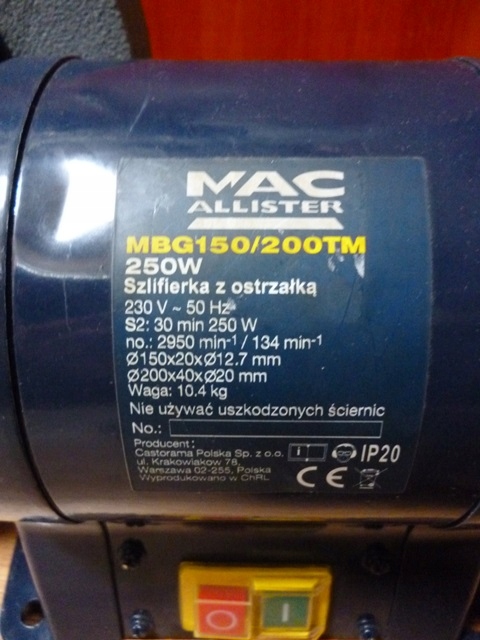 MAC
ALLISTER
MBG150/200TM
250W
Szlifierka z ostrzałką
230 V ~ 50 Hz
S2: 30 min 250 W
no.: 2950 min-¹ / 134 min-¹
Ø150x20xØ12.7 mm
Ø200x40xØ20 mm
Waga: 10.4 kg
Nie używać uszkodzonych ściernic
No.:
Producent:
Castorama Polska Sp. z o.o.
ul. Krakowiaków 78,
Warszawa 02-255, Polska
Wyprodukowano w ChRL
i
IP20
CE
O I